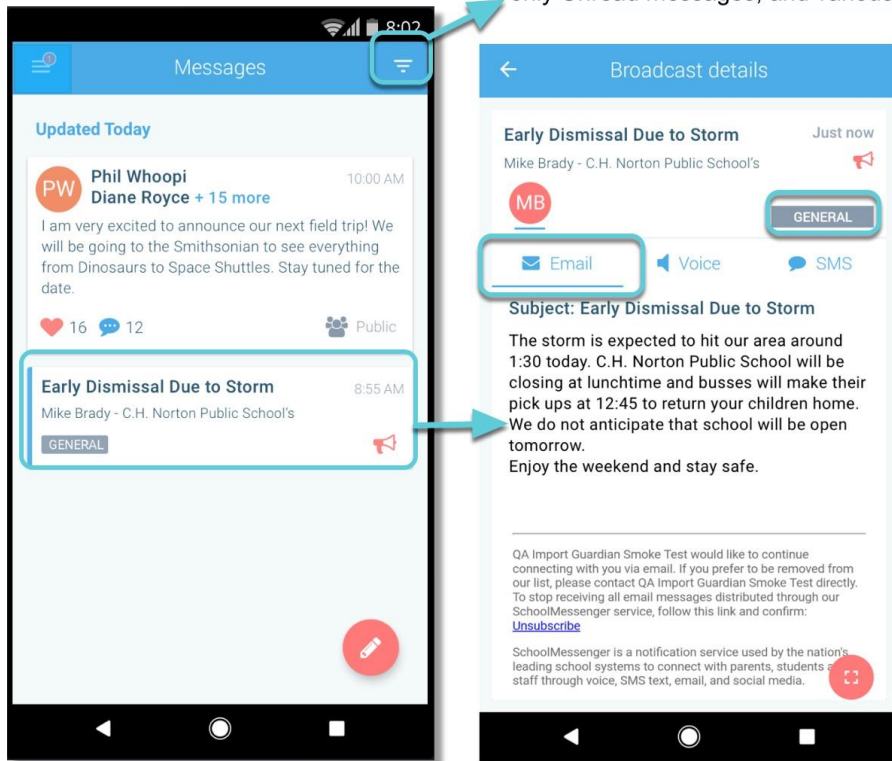 only Unread messages, and various
8:02
1
Messages
Updated Today
PW
Phil Whoopi
10:00 AM
Diane Royce + 15 more
I am very excited to announce our next field trip! We
will be going to the Smithsonian to see everything
from Dinosaurs to Space Shuttles. Stay tuned for the
date.
16 12 Public
Early Dismissal Due to Storm 8:55 AM
Mike Brady - C.H. Norton Public School's
GENERAL
Broadcast details
Early Dismissal Due to Storm Just now
Mike Brady - C.H. Norton Public School's
MB
GENERAL
Email Voice SMS
Subject: Early Dismissal Due to Storm
The storm is expected to hit our area around
1:30 today. C.H. Norton Public School will be
closing at lunchtime and busses will make their
pick ups at 12:45 to return your children home.
We do not anticipate that school will be open
tomorrow.
Enjoy the weekend and stay safe.
QA Import Guardian Smoke Test would like to continue
connecting with you via email. If you prefer to be removed from
our list, please contact QA Import Guardian Smoke Test directly.
To stop receiving all email messages distributed through our
SchoolMessenger service, follow this link and confirm:
Unsubscribe
SchoolMessenger is a notification service used by the nation's
leading school systems to connect with parents, students
staff through voice, SMS text, email, and social media.